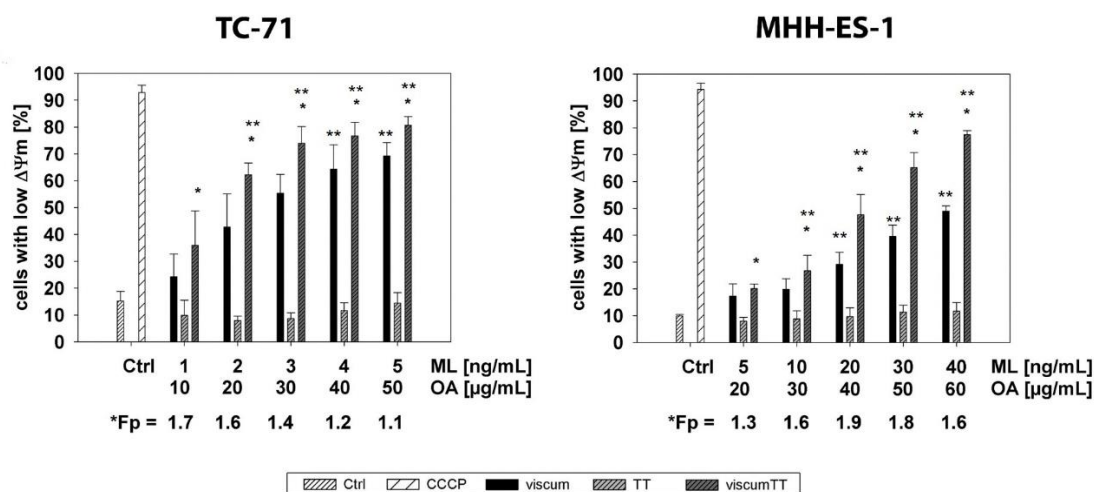 TC-71
MHH-ES-1
cells with low ΔΨm [%]
100
90
80
70
60
50
40
30
20
10
0
** ** ** **
* * * * * ** **
Ctrl 1 2 3 4 5 ML [ng/mL]
10 20 30 40 50 OA [µg/mL]
*Fp = 1.7 1.6 1.4 1.2 1.1
cells with low ΔΨm [%]
100
90
80
70
60
50
40
30
20
10
0
** ** ** **
* * * * * ** ** **
Ctrl 5 10 20 30 40 ML [ng/mL]
20 30 40 50 60 OA [µg/mL]
*Fp = 1.3 1.6 1.9 1.8 1.6
Ctrl CCCP viscum TT viscumTT